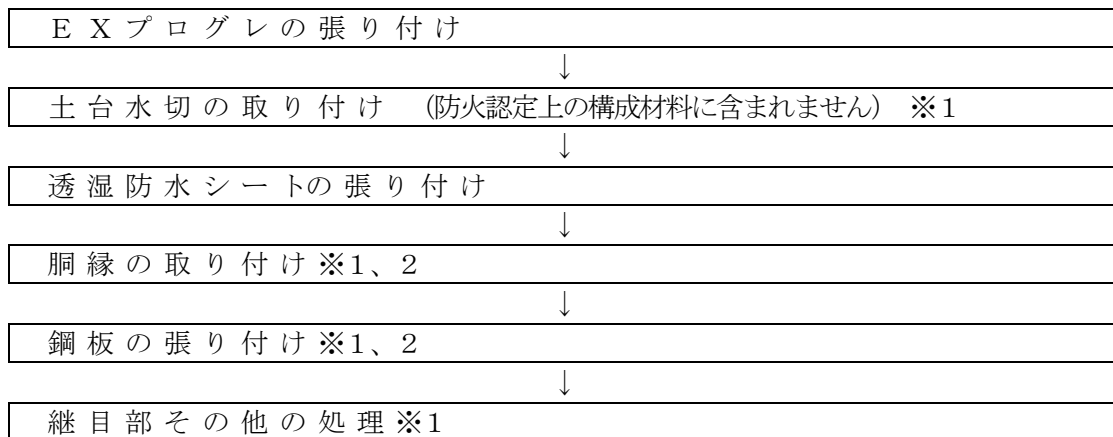 ＥＸプログレの張り付け
↓
土台水切の取り付け （防火認定上の構成材料に含まれません） ※１
↓
透湿防水シートの張り付け
↓
胴縁の取り付け※１、２
↓
鋼板の張り付け※１、２
↓
継目部その他の処理※１